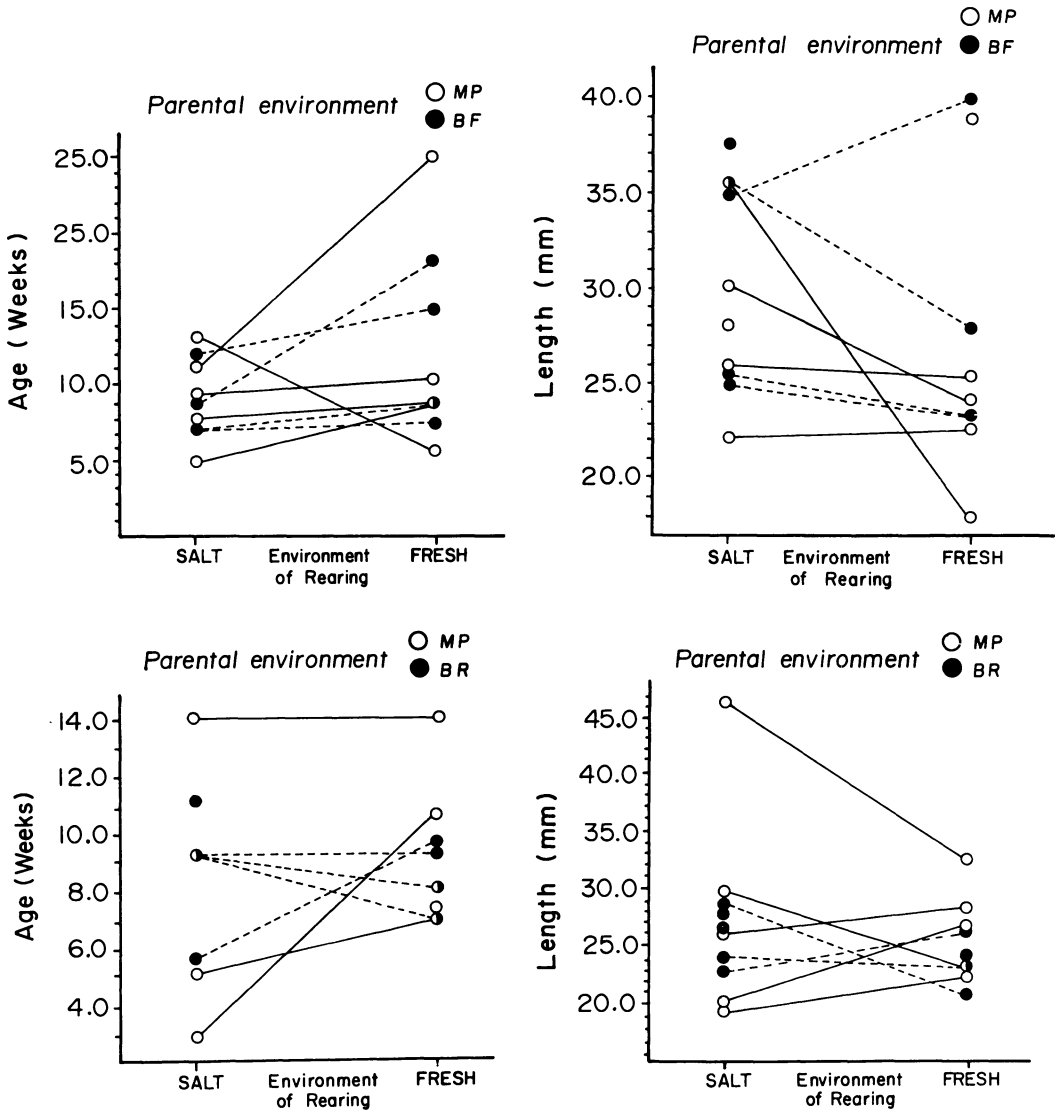 Parental environment
MP
BF
25.0
25.0
15.0
10.0
5.0
Age (Weeks)
SALT
Environment
of Rearing
FRESH
Parental environment
MP
BF
40.0
35.0
30.0
25.0
20.0
Length (mm)
SALT
Environment
of Rearing
FRESH
Parental environment
MP
BR
14.0
12.0
10.0
8.0
6.0
4.0
Age (Weeks)
SALT
Environment
of Rearing
FRESH
Parental environment
MP
BR
45.0
40.0
35.0
30.0
25.0
20.0
Length (mm)
SALT
Environment
of Rearing
FRESH